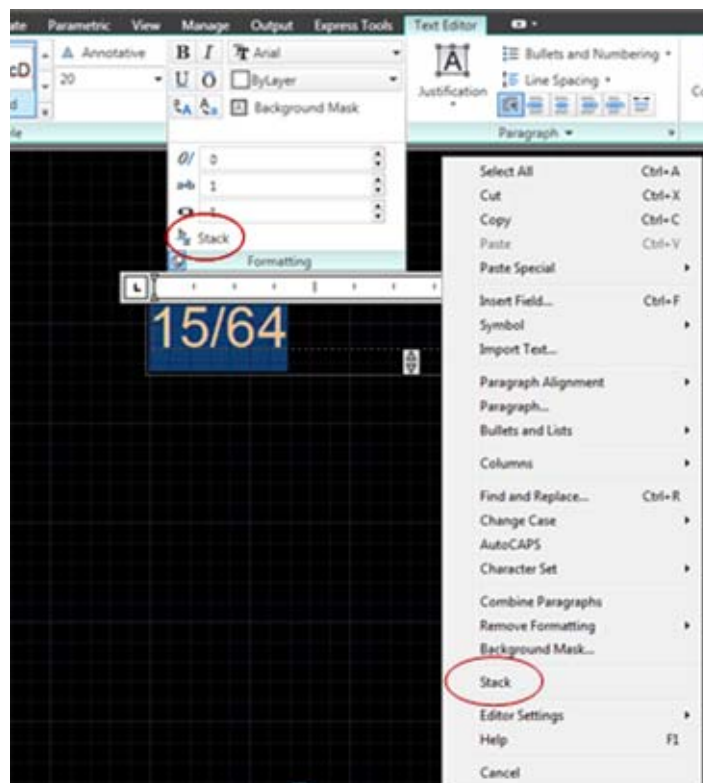 Parametric View Manage Output Express Tools Text Editor
Annotative B I Arial Bullets and Numbering
20 U O ByLayer Line Spacing
Background Mask Justification
Paragraph
0/ 0
a•b 1
1
Stack
Formatting
15/64
Select All Ctrl+A
Cut Ctrl+X
Copy Ctrl+C
Paste Ctrl+V
Paste Special
Insert Field... Ctrl+F
Symbol
Import Text...
Paragraph Alignment
Paragraph...
Bullets and Lists
Columns
Find and Replace... Ctrl+R
Change Case
AutoCAPS
Character Set
Combine Paragraphs
Remove Formatting
Background Mask...
Stack
Editor Settings
Help F1
Cancel